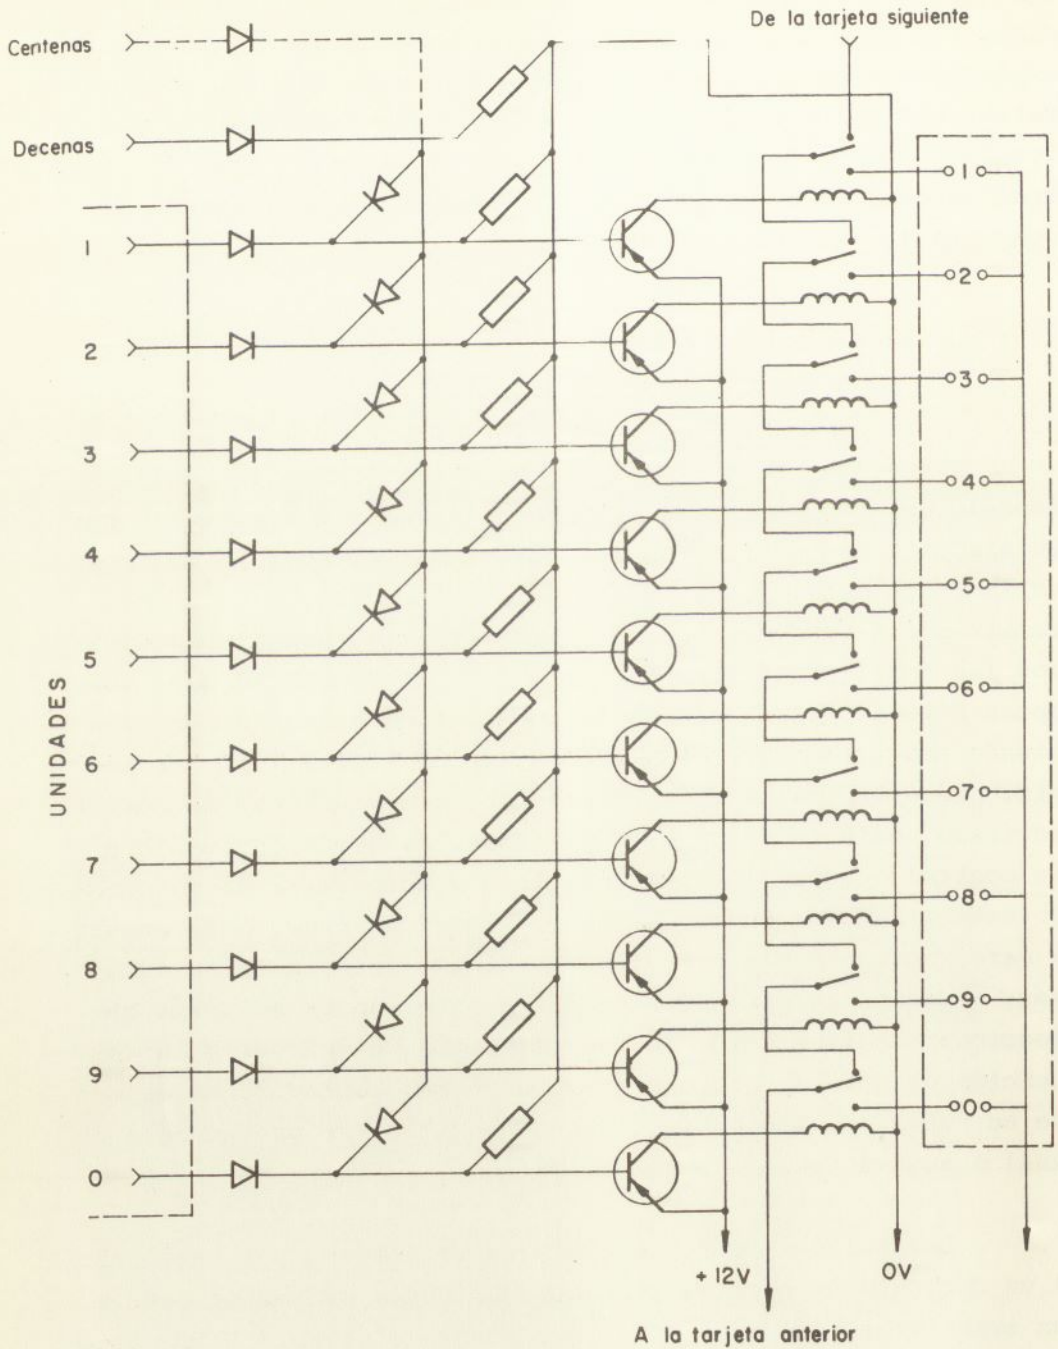 De la tarjeta siguiente
Centenas
Decenas
UNIDADES
1
2
3
4
5
6
7
8
9
0
1
2
3
4
5
6
7
8
9
0
+ 12V
0V
A la tarjeta anterior